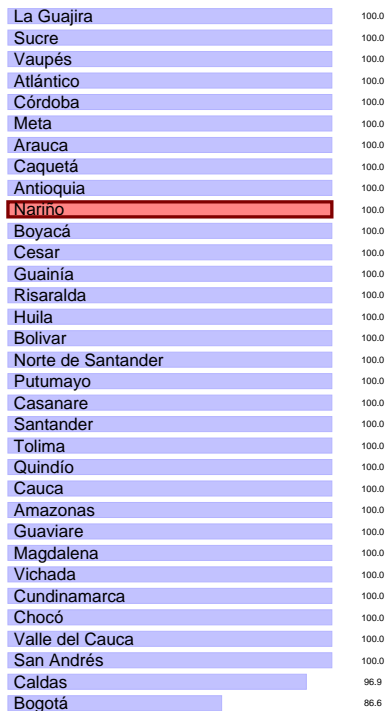 La Guajira 100.0
Sucre 100.0
Vaupés 100.0
Atlántico 100.0
Córdoba 100.0
Meta 100.0
Arauca 100.0
Caquetá 100.0
Antioquia 100.0
Nariño 100.0
Boyacá 100.0
Cesar 100.0
Guainía 100.0
Risaralda 100.0
Huila 100.0
Bolivar 100.0
Norte de Santander 100.0
Putumayo 100.0
Casanare 100.0
Santander 100.0
Tolima 100.0
Quindío 100.0
Cauca 100.0
Amazonas 100.0
Guaviare 100.0
Magdalena 100.0
Vichada 100.0
Cundinamarca 100.0
Chocó 100.0
Valle del Cauca 100.0
San Andrés 100.0
Caldas 96.9
Bogotá 86.6